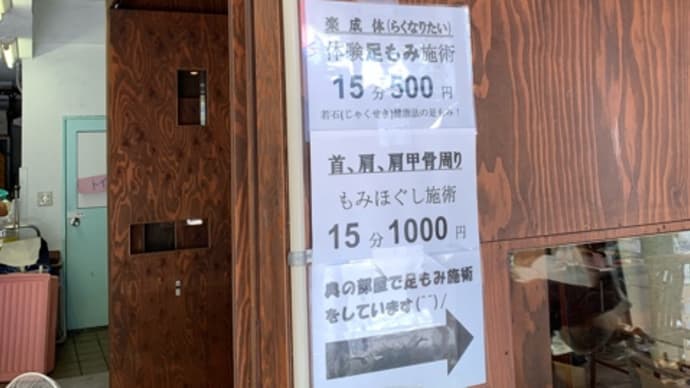 楽成体(らくなりたい)
体験足もみ施術
15分500円
若石(じゃくせき)健康法の足もみ！
首、肩、肩甲骨周り
もみほぐし施術
15分1000円
奥の部屋で足もみ施術
をしています(^^)/
トイ